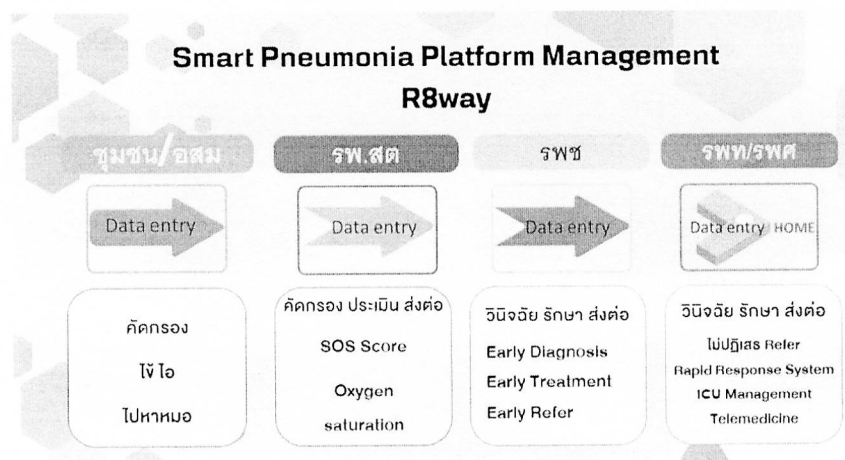 Smart Pneumonia Platform Management
R8way
ชุมชน/อสม
รพ.สต
รพช
รพท/รพศ
Data entry
Data entry
Data entry
Data entry HOME
คัดกรอง
ไข้ ไอ
ไปหาหมอ
คัดกรอง ประเมิน ส่งต่อ
SOS Score
Oxygen
saturation
วินิจฉัย รักษา ส่งต่อ
Early Diagnosis
Early Treatment
Early Refer
วินิจฉัย รักษา ส่งต่อ
ไม่ปฏิเสธ Refer
Rapid Response System
ICU Management
Telemedicine